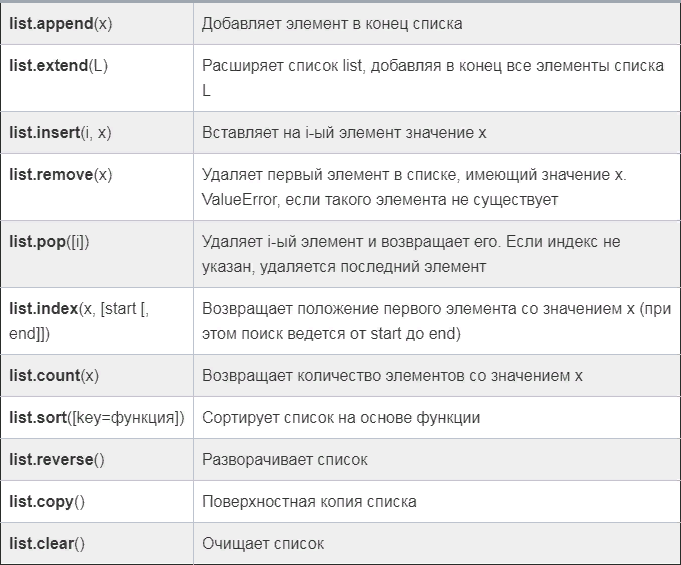 list.append(x) Добавляет элемент в конец списка
list.extend(L) Расширяет список list, добавляя в конец все элементы списка
L
list.insert(i, x) Вставляет на i-ый элемент значение x
list.remove(x) Удаляет первый элемент в списке, имеющий значение x.
ValueError, если такого элемента не существует
list.pop([i]) Удаляет i-ый элемент и возвращает его. Если индекс не
указан, удаляется последний элемент
list.index(x, [start [,
end]]) Возвращает положение первого элемента со значением x (при
этом поиск ведется от start до end)
list.count(x) Возвращает количество элементов со значением x
list.sort([key=функция]) Сортирует список на основе функции
list.reverse() Разворачивает список
list.copy() Поверхностная копия списка
list.clear() Очищает список